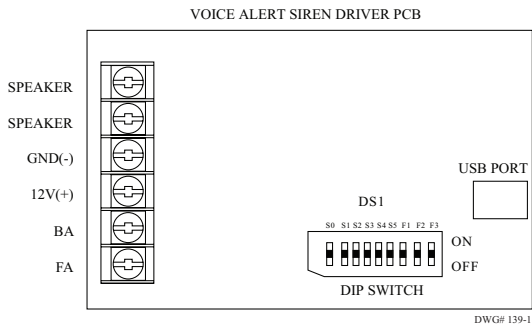 VOICE ALERT SIREN DRIVER PCB
SPEAKER
SPEAKER
GND(-)
12V(+)
BA
FA
USB PORT
DS1
S0 S1 S2 S3 S4 S5 F1 F2 F3
ON
OFF
DIP SWITCH
DWG# 139-1